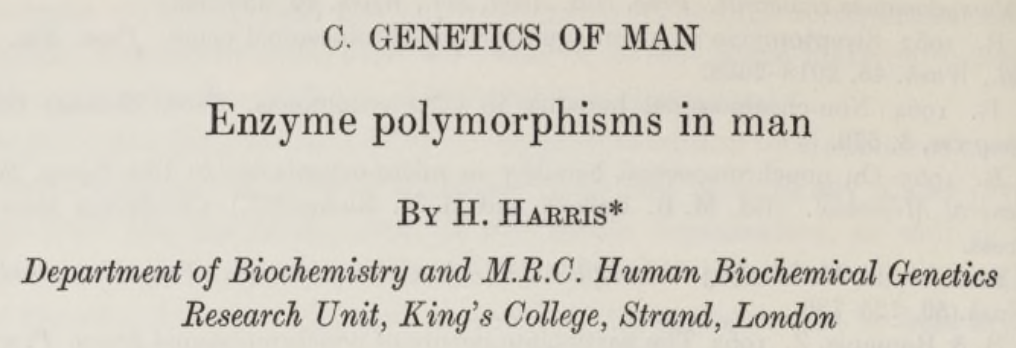 C. GENETICS OF MAN
Enzyme polymorphisms in man
BY H. HARRIS*
Department of Biochemistry and M.R.C. Human Biochemical Genetics
Research Unit, King's College, Strand, London